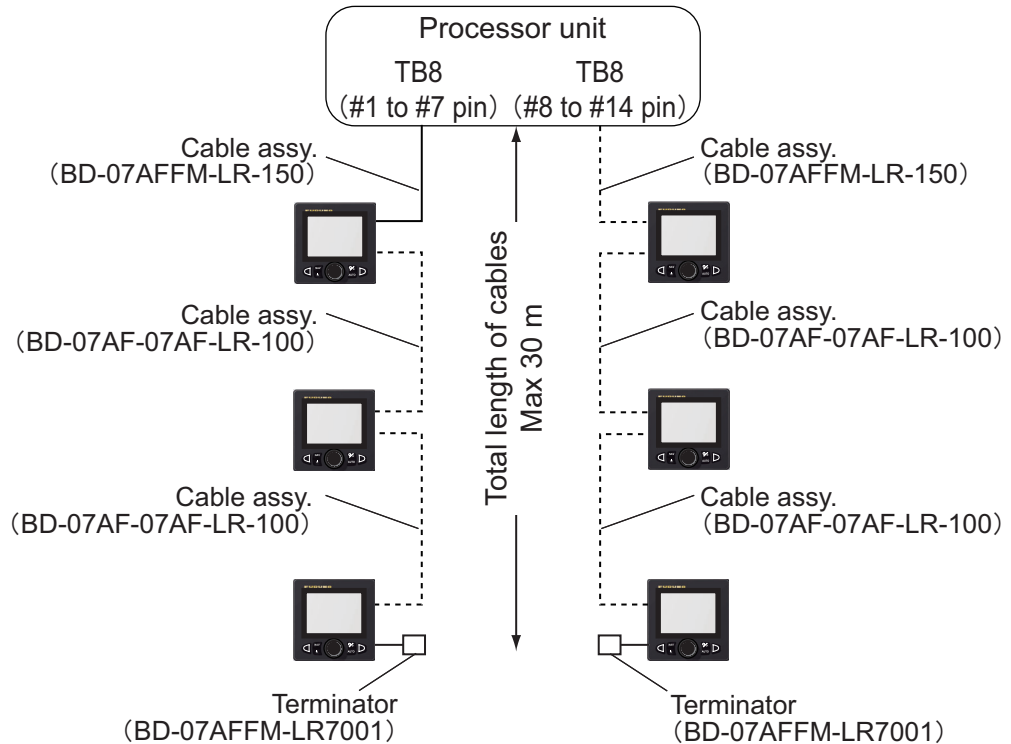 Processor unit
TB8
(#1 to #7 pin)
TB8
(#8 to #14 pin)
Cable assy.
(BD-07AFFM-LR-150)
Cable assy.
(BD-07AFFM-LR-150)
Total length of cables
Max 30 m
Cable assy.
(BD-07AF-07AF-LR-100)
Cable assy.
(BD-07AF-07AF-LR-100)
Cable assy.
(BD-07AF-07AF-LR-100)
Cable assy.
(BD-07AF-07AF-LR-100)
Terminator
(BD-07AFFM-LR7001)
Terminator
(BD-07AFFM-LR7001)